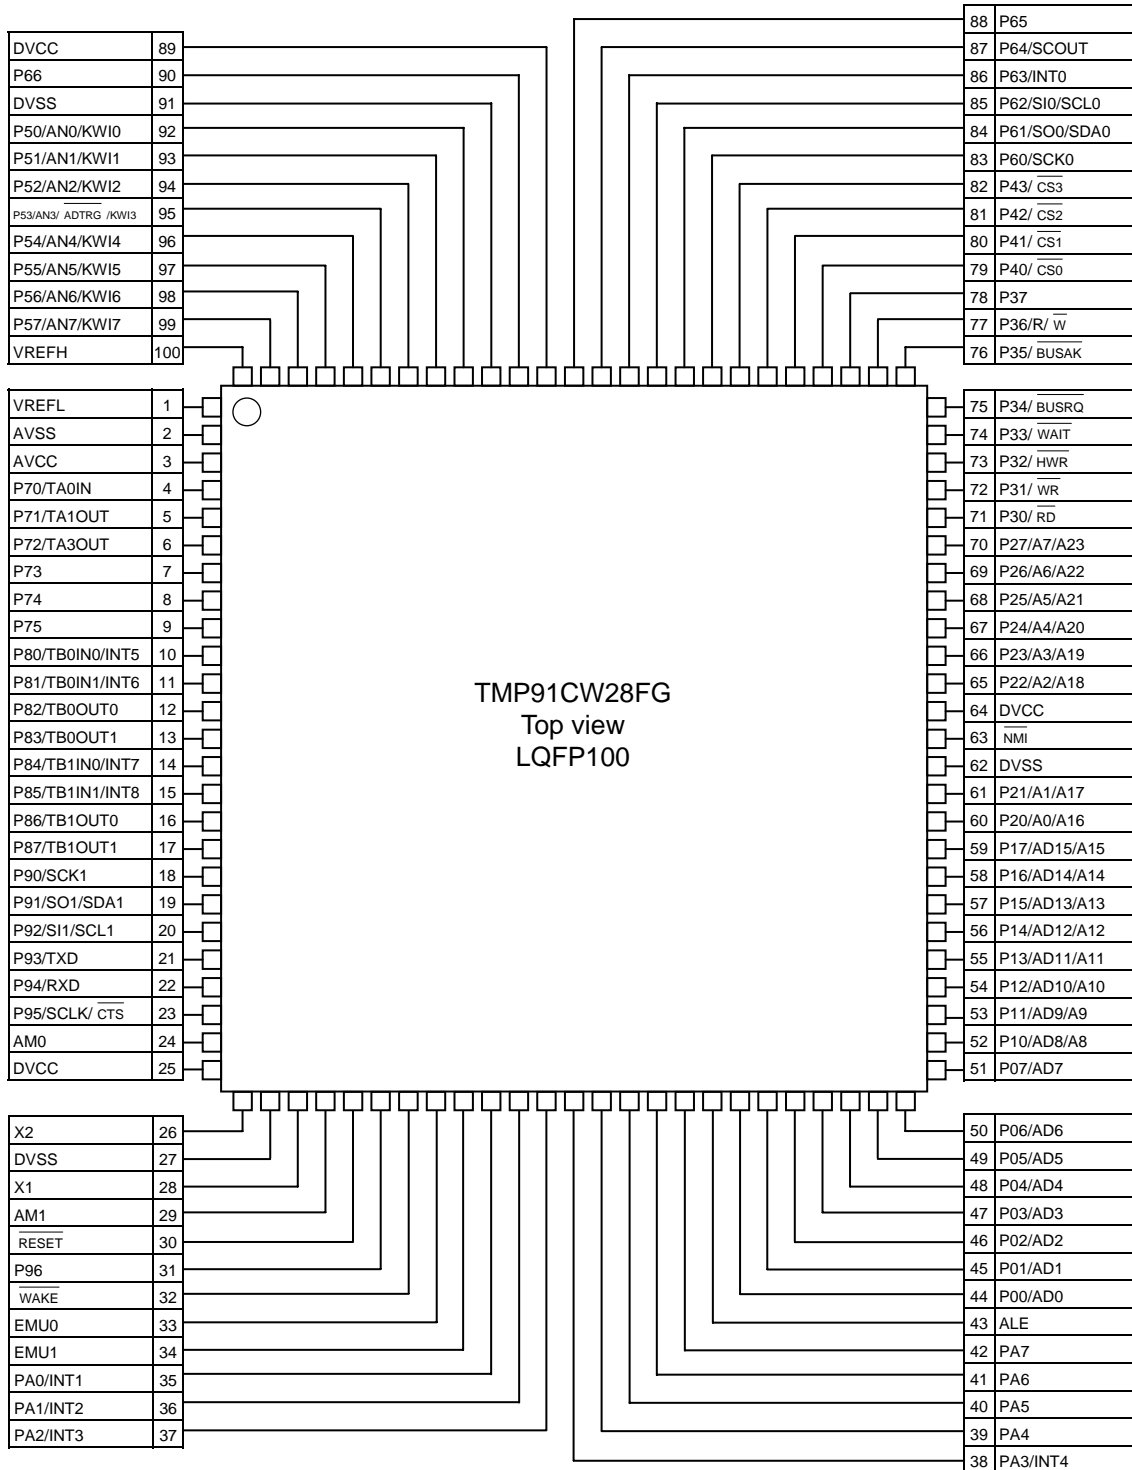 88 P65
87 P64/SCOUT
86 P63/INT0
85 P62/SI0/SCL0
84 P61/SO0/SDA0
83 P60/SCK0
82 P43/ CS3
81 P42/ CS2
80 P41/ CS1
79 P40/ CS0
78 P37
77 P36/R/ W
76 P35/ BUSAK
DVCC 89
P66 90
DVSS 91
P50/AN0/KWI0 92
P51/AN1/KWI1 93
P52/AN2/KWI2 94
P53/AN3/ ADTRG /KWI3 95
P54/AN4/KWI4 96
P55/AN5/KWI5 97
P56/AN6/KWI6 98
P57/AN7/KWI7 99
VREFH 100
VREFL 1
AVSS 2
AVCC 3
P70/TA0IN 4
P71/TA1OUT 5
P72/TA3OUT 6
P73 7
P74 8
P75 9
P80/TB0IN0/INT5 10
P81/TB0IN1/INT6 11
P82/TB0OUT0 12
P83/TB0OUT1 13
P84/TB1IN0/INT7 14
P85/TB1IN1/INT8 15
P86/TB1OUT0 16
P87/TB1OUT1 17
P90/SCK1 18
P91/SO1/SDA1 19
P92/SI1/SCL1 20
P93/TXD 21
P94/RXD 22
P95/SCLK/ CTS 23
AM0 24
DVCC 25
TMP91CW28FG
Top view
LQFP100
75 P34/ BUSRQ
74 P33/ WAIT
73 P32/ HWR
72 P31/ WR
71 P30/ RD
70 P27/A7/A23
69 P26/A6/A22
68 P25/A5/A21
67 P24/A4/A20
66 P23/A3/A19
65 P22/A2/A18
64 DVCC
63 NMI
62 DVSS
61 P21/A1/A17
60 P20/A0/A16
59 P17/AD15/A15
58 P16/AD14/A14
57 P15/AD13/A13
56 P14/AD12/A12
55 P13/AD11/A11
54 P12/AD10/A10
53 P11/AD9/A9
52 P10/AD8/A8
51 P07/AD7
X2 26
DVSS 27
X1 28
AM1 29
RESET 30
P96 31
WAKE 32
EMU0 33
EMU1 34
PA0/INT1 35
PA1/INT2 36
PA2/INT3 37
50 P06/AD6
49 P05/AD5
48 P04/AD4
47 P03/AD3
46 P02/AD2
45 P01/AD1
44 P00/AD0
43 ALE
42 PA7
41 PA6
40 PA5
39 PA4
38 PA3/INT4